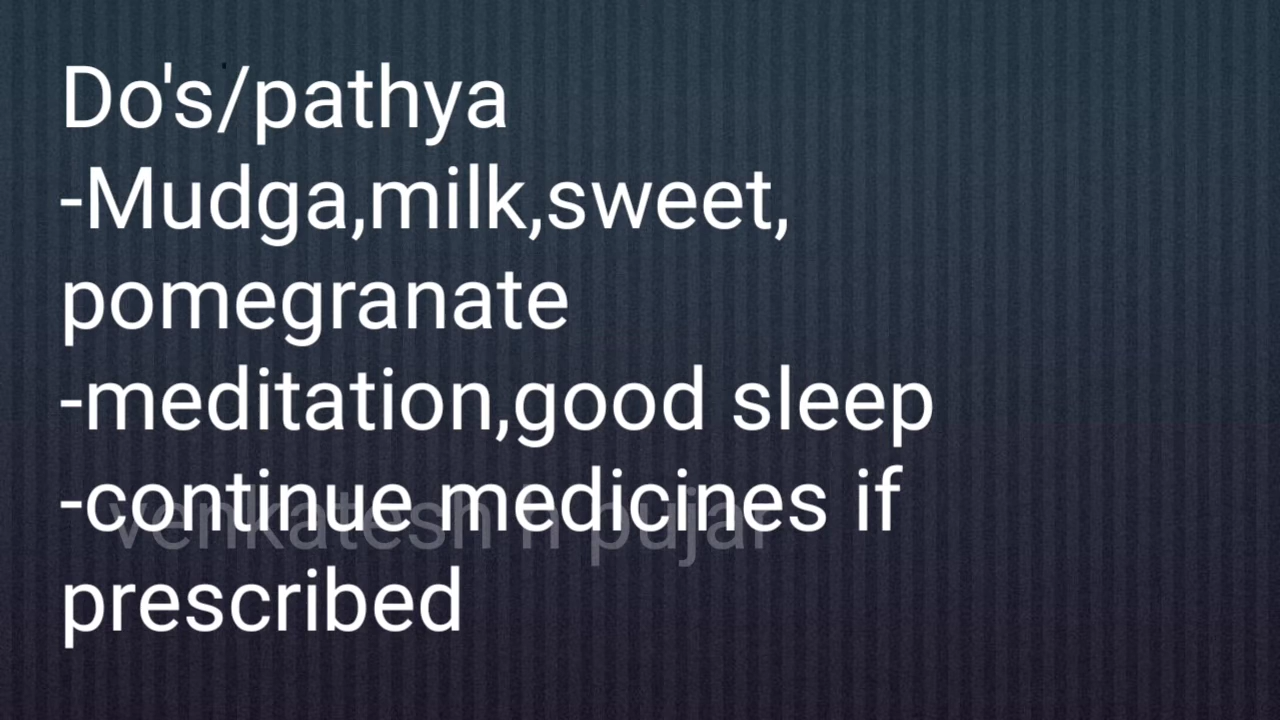 Do's/pathya
-Mudga,milk,sweet,
pomegranate
-meditation,good sleep
-continue medicines if
venkatesh h pujar
prescribed